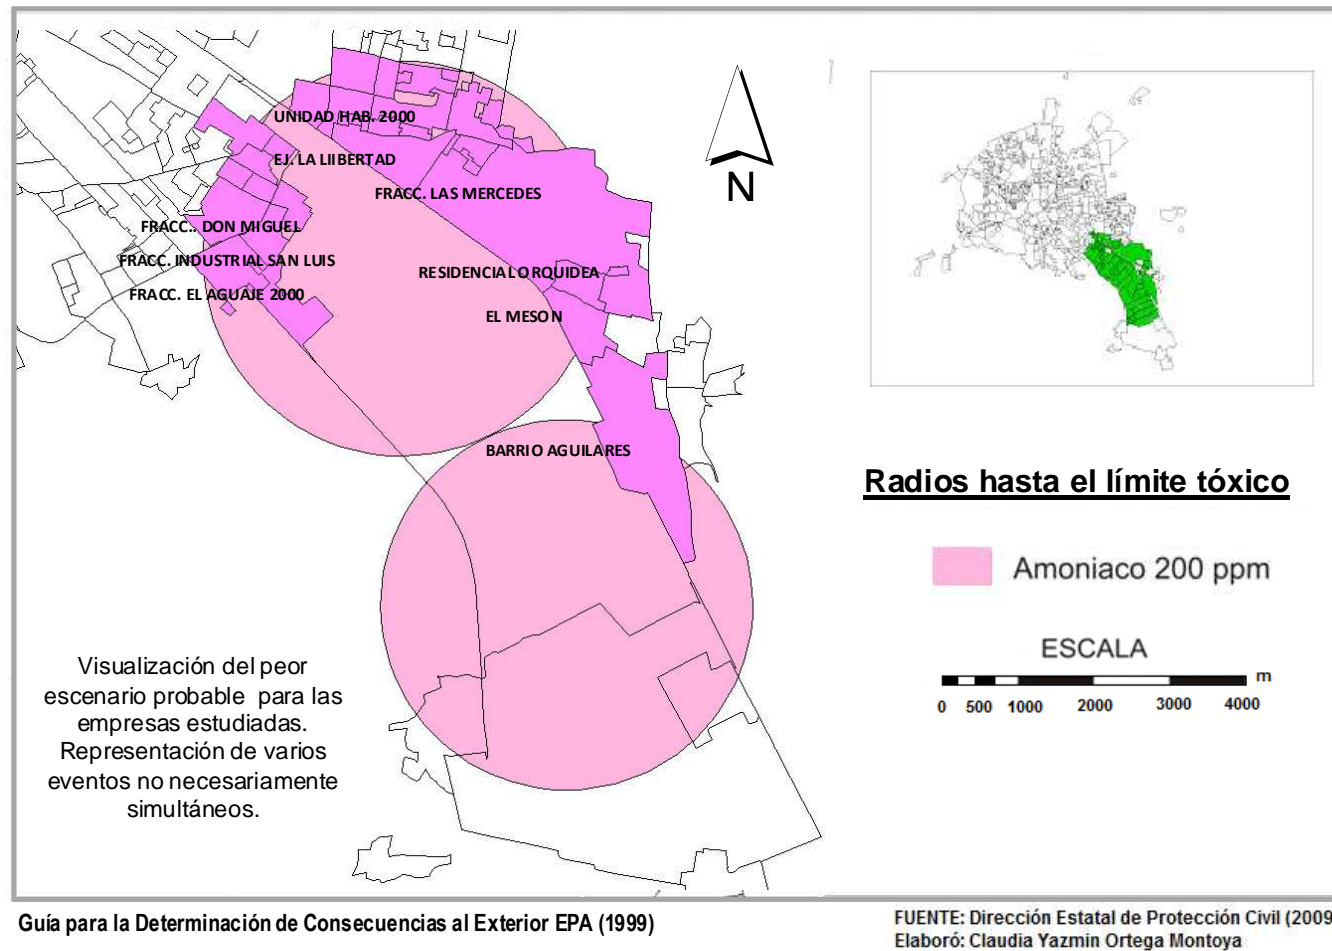 UNIDAD HAB. 2000
EJ. LA LIIBERTAD
FRACC. LAS MERCEDES
FRACC.. DON MIGUEL
FRACC. INDUSTRIAL SAN LUIS
FRACC. EL AGUAJE 2000
RESIDENCIAL ORQUIDEA
EL MESON
BARRIO AGUILARES
N
Radios hasta el límite tóxico
Amoniaco 200 ppm
ESCALA
m
0 500 1000 2000 3000 4000
Visualización del peor
escenario probable para las
empresas estudiadas.
Representación de varios
eventos no necesariamente
simultáneos.
Guía para la Determinación de Consecuencias al Exterior EPA (1999)
FUENTE: Dirección Estatal de Protección Civil (2009
Elaboró: Claudia Yazmin Ortega Montoya